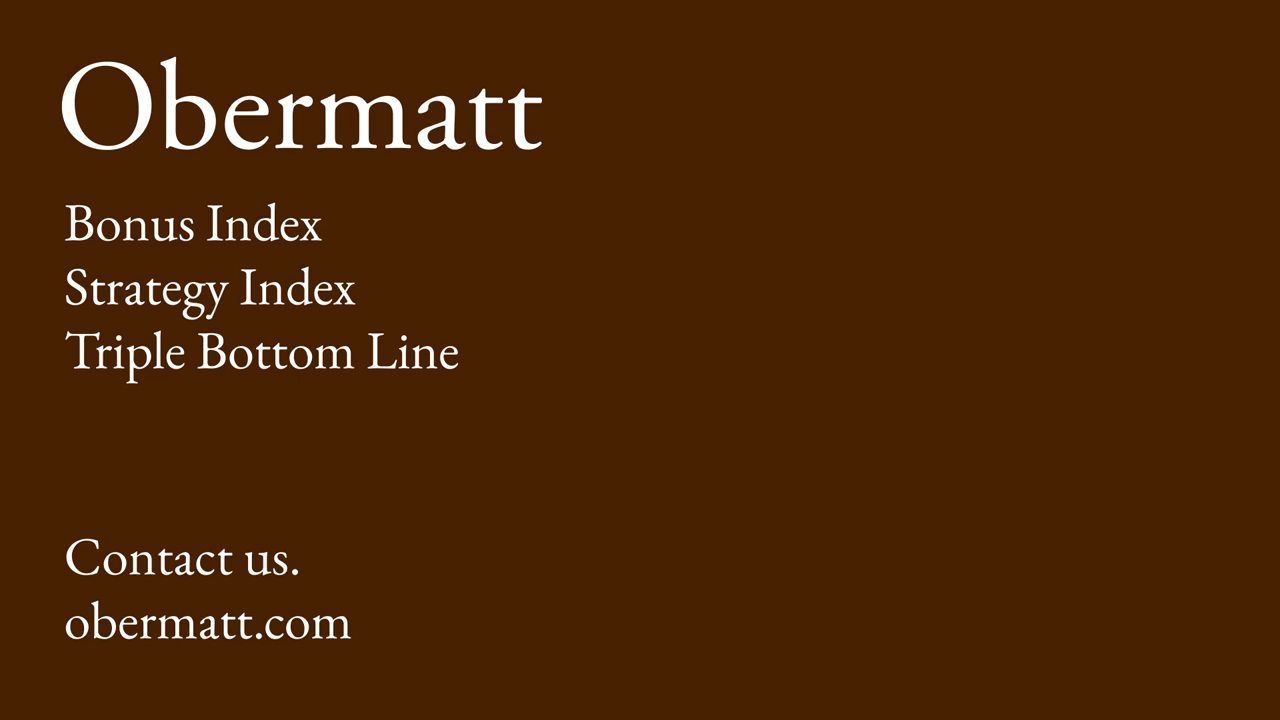 Obermatt
Bonus Index
Strategy Index
Triple Bottom Line
Contact us.
obermatt.com